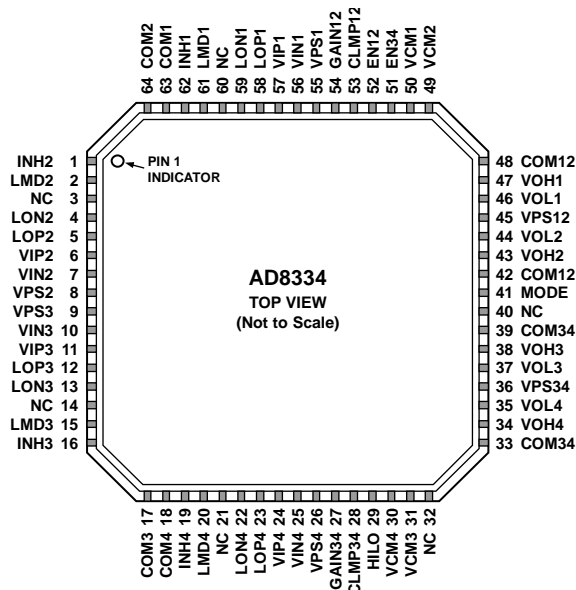 64 COM2
63 COM1
62 INH1
61 LMD1
60 NC
59 LON1
58 LOP1
57 VIP1
56 VIN1
55 VPS1
54 GAIN12
53 CLMP12
52 EN12
51 EN34
50 VCM1
49 VCM2
INH2 1
LMD2 2
NC 3
LON2 4
LOP2 5
VIP2 6
VIN2 7
VPS2 8
VPS3 9
VIN3 10
VIP3 11
LOP3 12
LON3 13
NC 14
LMD3 15
INH3 16
PIN 1
INDICATOR
AD8334
TOP VIEW
(Not to Scale)
48 COM12
47 VOH1
46 VOL1
45 VPS12
44 VOL2
43 VOH2
42 COM12
41 MODE
40 NC
39 COM34
38 VOH3
37 VOL3
36 VPS34
35 VOL4
34 VOH4
33 COM34
COM3 17
COM4 18
INH4 19
LMD4 20
NC 21
LON4 22
LOP4 23
VIP4 24
VIN4 25
VPS4 26
GAIN34 27
CLMP34 28
HILO 29
VCM4 30
VCM3 31
NC 32